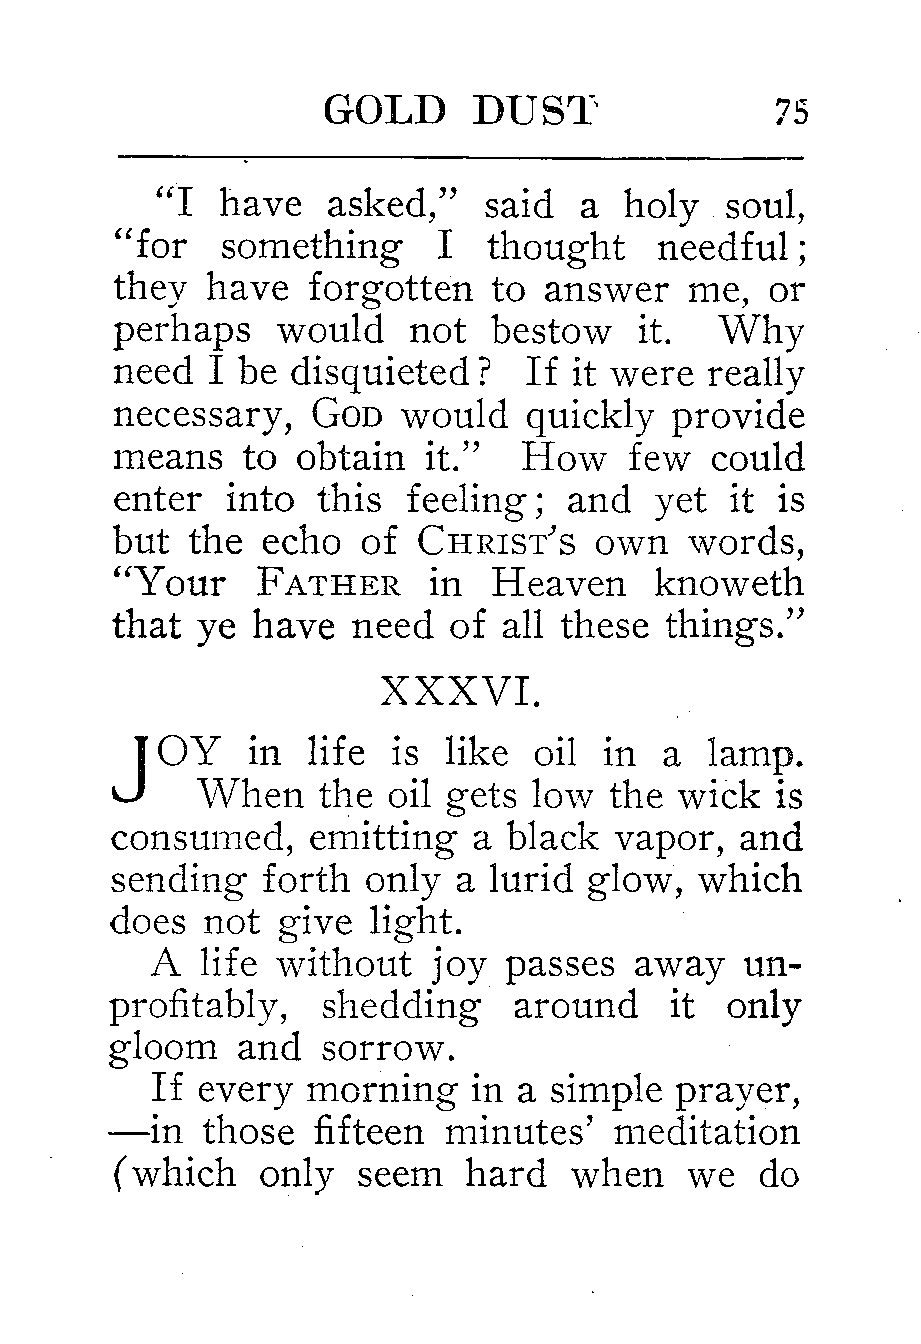 GOLD DUST 75
“I have asked,” said a holy soul,
“for something I thought needful;
they have forgotten to answer me, or
perhaps would not bestow it. Why
need I be disquieted? If it were really
necessary, GOD would quickly provide
means to obtain it.” How few could
enter into this feeling; and yet it is
but the echo of CHRIST’S own words,
“Your FATHER in Heaven knoweth
that ye have need of all these things.”
XXXVI.
JOY in life is like oil in a lamp.
When the oil gets low the wick is
consumed, emitting a black vapor, and
sending forth only a lurid glow, which
does not give light.
A life without joy passes away un-
profitably, shedding around it only
gloom and sorrow.
If every morning in a simple prayer,
—in those fifteen minutes’ meditation
(which only seem hard when we do